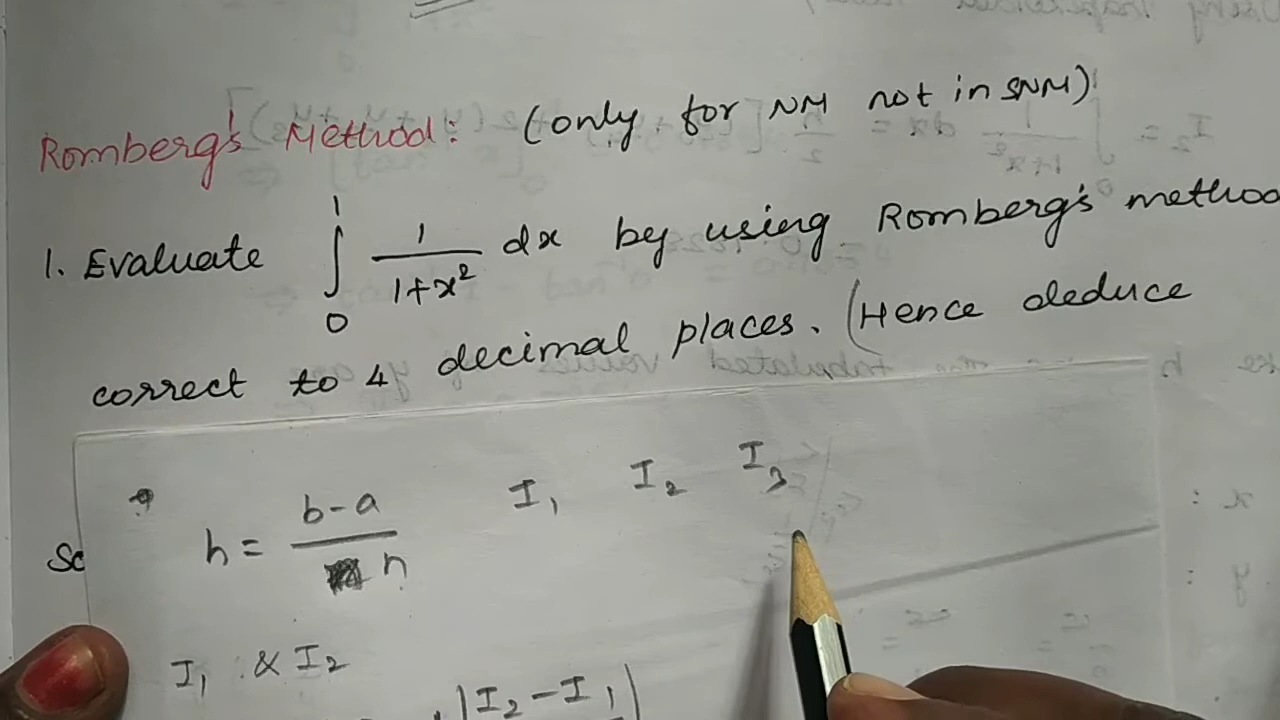 Romberg's Method: (only for NM not in SNM)
1. Evaluate ∫₀¹ 1/(1+x²) dx by using Romberg's method
correct to 4 decimal places. (Hence deduce
h = (b-a)/n I₁ I₂ I₃
So
I₁ & I₂
|I₂ - I₁|